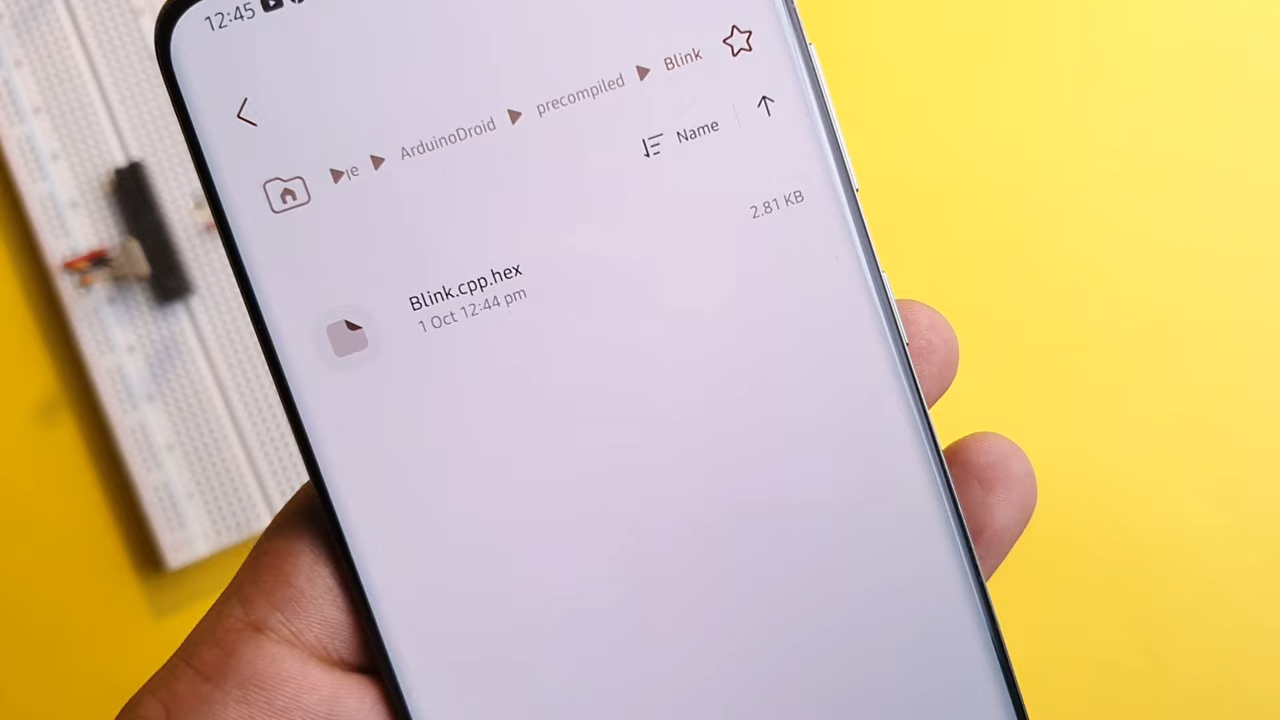 12:45
ArduinoDroid ▶ precompiled ▶ Blink
Name
2.81 KB
Blink.cpp.hex
1 Oct 12:44 pm